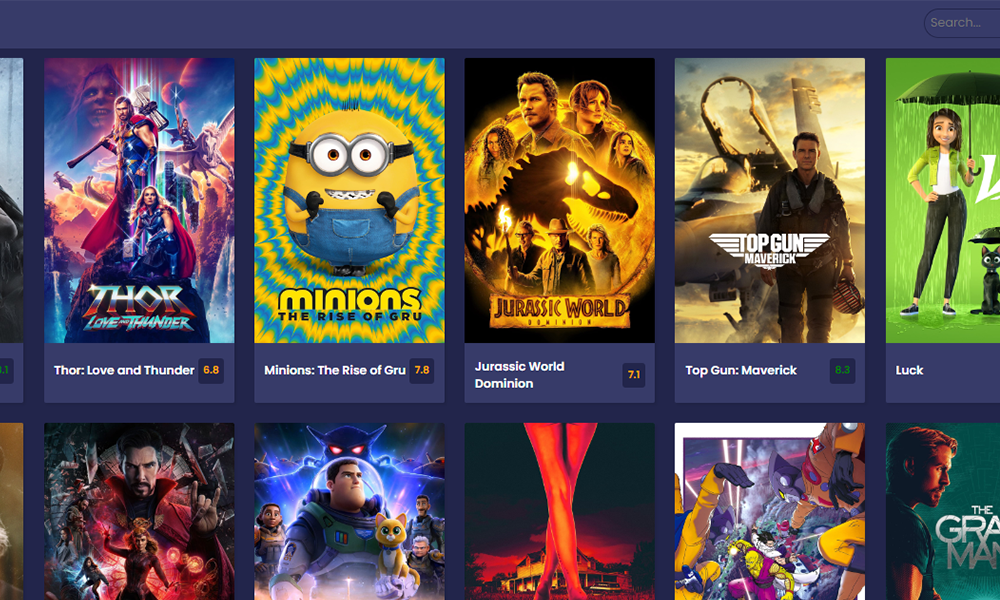 Search...
THOR
LOVE AND THUNDER
MINIONS
THE RISE OF GRU
JURASSIC WORLD
DOMINION
TOP GUN
MAVERICK
.1
Thor: Love and Thunder 6.8
Minions: The Rise of Gru 7.8
Jurassic World
Dominion
7.1
Top Gun: Maverick 8.3
Luck
THE
GRA
MAN